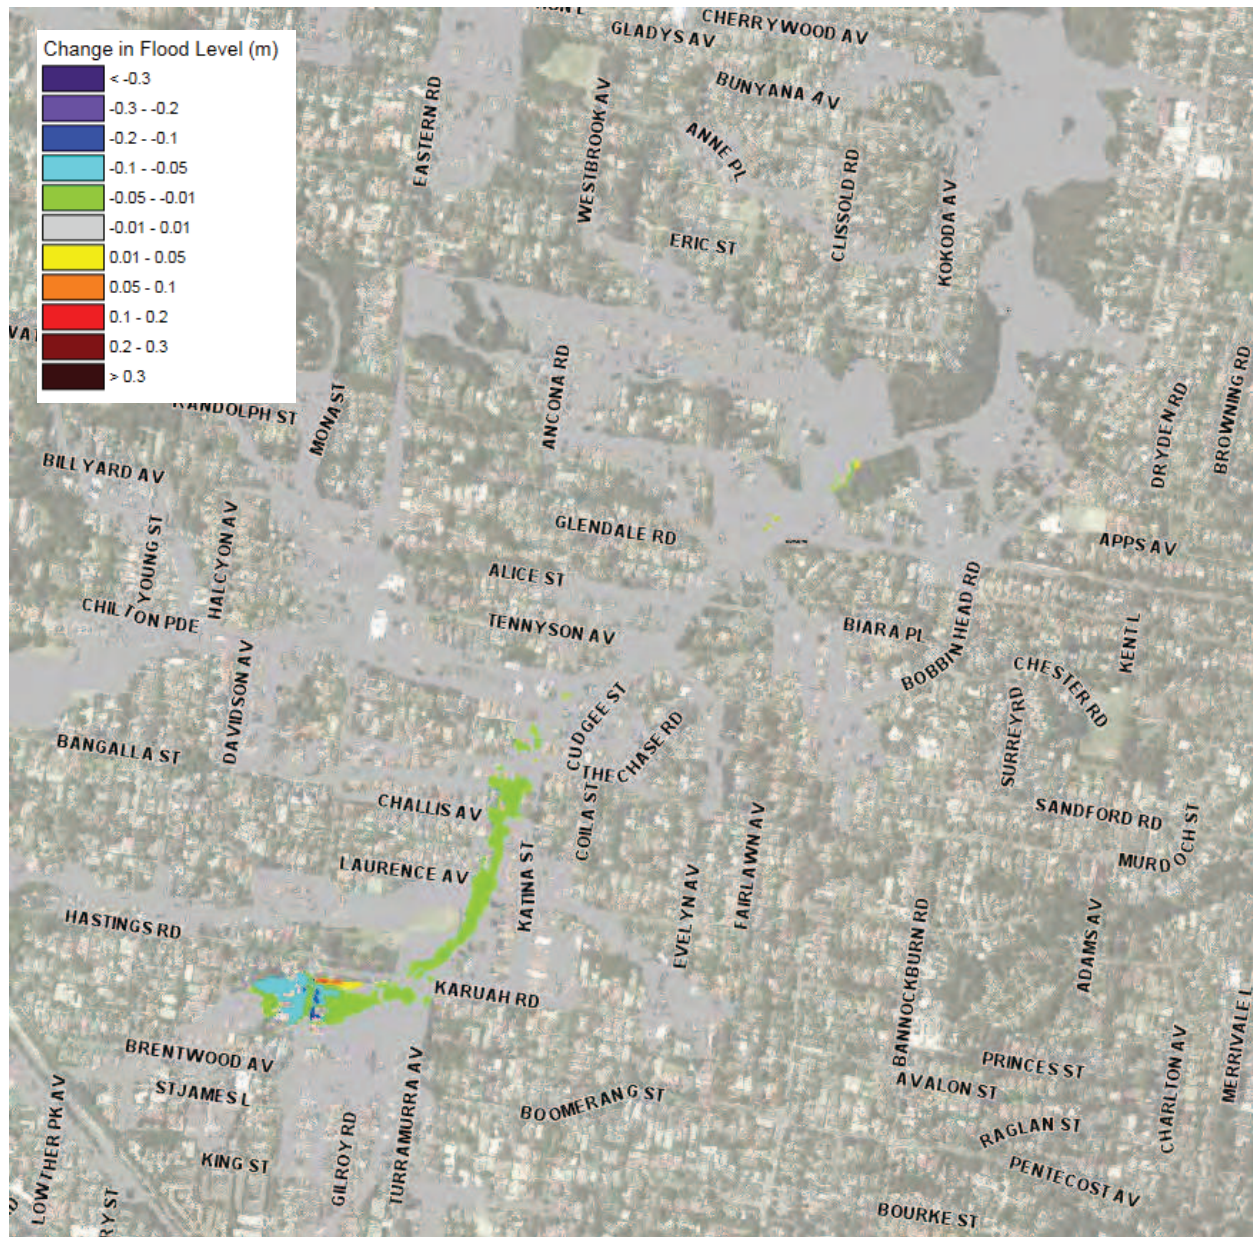 Change in Flood Level (m)
< -0.3
-0.3 - -0.2
-0.2 - -0.1
-0.1 - -0.05
-0.05 - -0.01
-0.01 - 0.01
0.01 - 0.05
0.05 - 0.1
0.1 - 0.2
0.2 - 0.3
> 0.3
GLADYS AV
CHERRYWOOD AV
EASTERN RD
WESTBROOK AV
BUNYANA AV
ANNE PL
CLISSOLD RD
KOKODA AV
ERIC ST
RANDOLPH ST
MONA ST
ANCONA RD
DRYDEN RD
BROWNING RD
BILLYARD AV
YOUNG ST
HALCYON AV
GLENDALE RD
APPS AV
ALICE ST
CHILTON PDE
TENNYSON AV
BIARA PL
BOBBIN HEAD RD
KENT L
CHESTER RD
DAVIDSON AV
BANGALLA ST
CUDGEE ST
THE CHASE RD
SURREY RD
CHALLIS AV
COILA ST
SANDFORD RD
MURDOCH ST
LAURENCE AV
KATINA ST
EVELYN AV
FAIRLAWN AV
HASTINGS RD
BANNOCKBURN RD
ADAMS AV
KARUAH RD
MERRIVALE L
BRENTWOOD AV
ST JAMES L
PRINCES ST
AVALON ST
CHARLTON AV
LOWTHER PK AV
GILROY RD
TURRAMURRA AV
BOOMERANG ST
RAGLAN ST
KING ST
PENTECOST AV
BOURKE ST